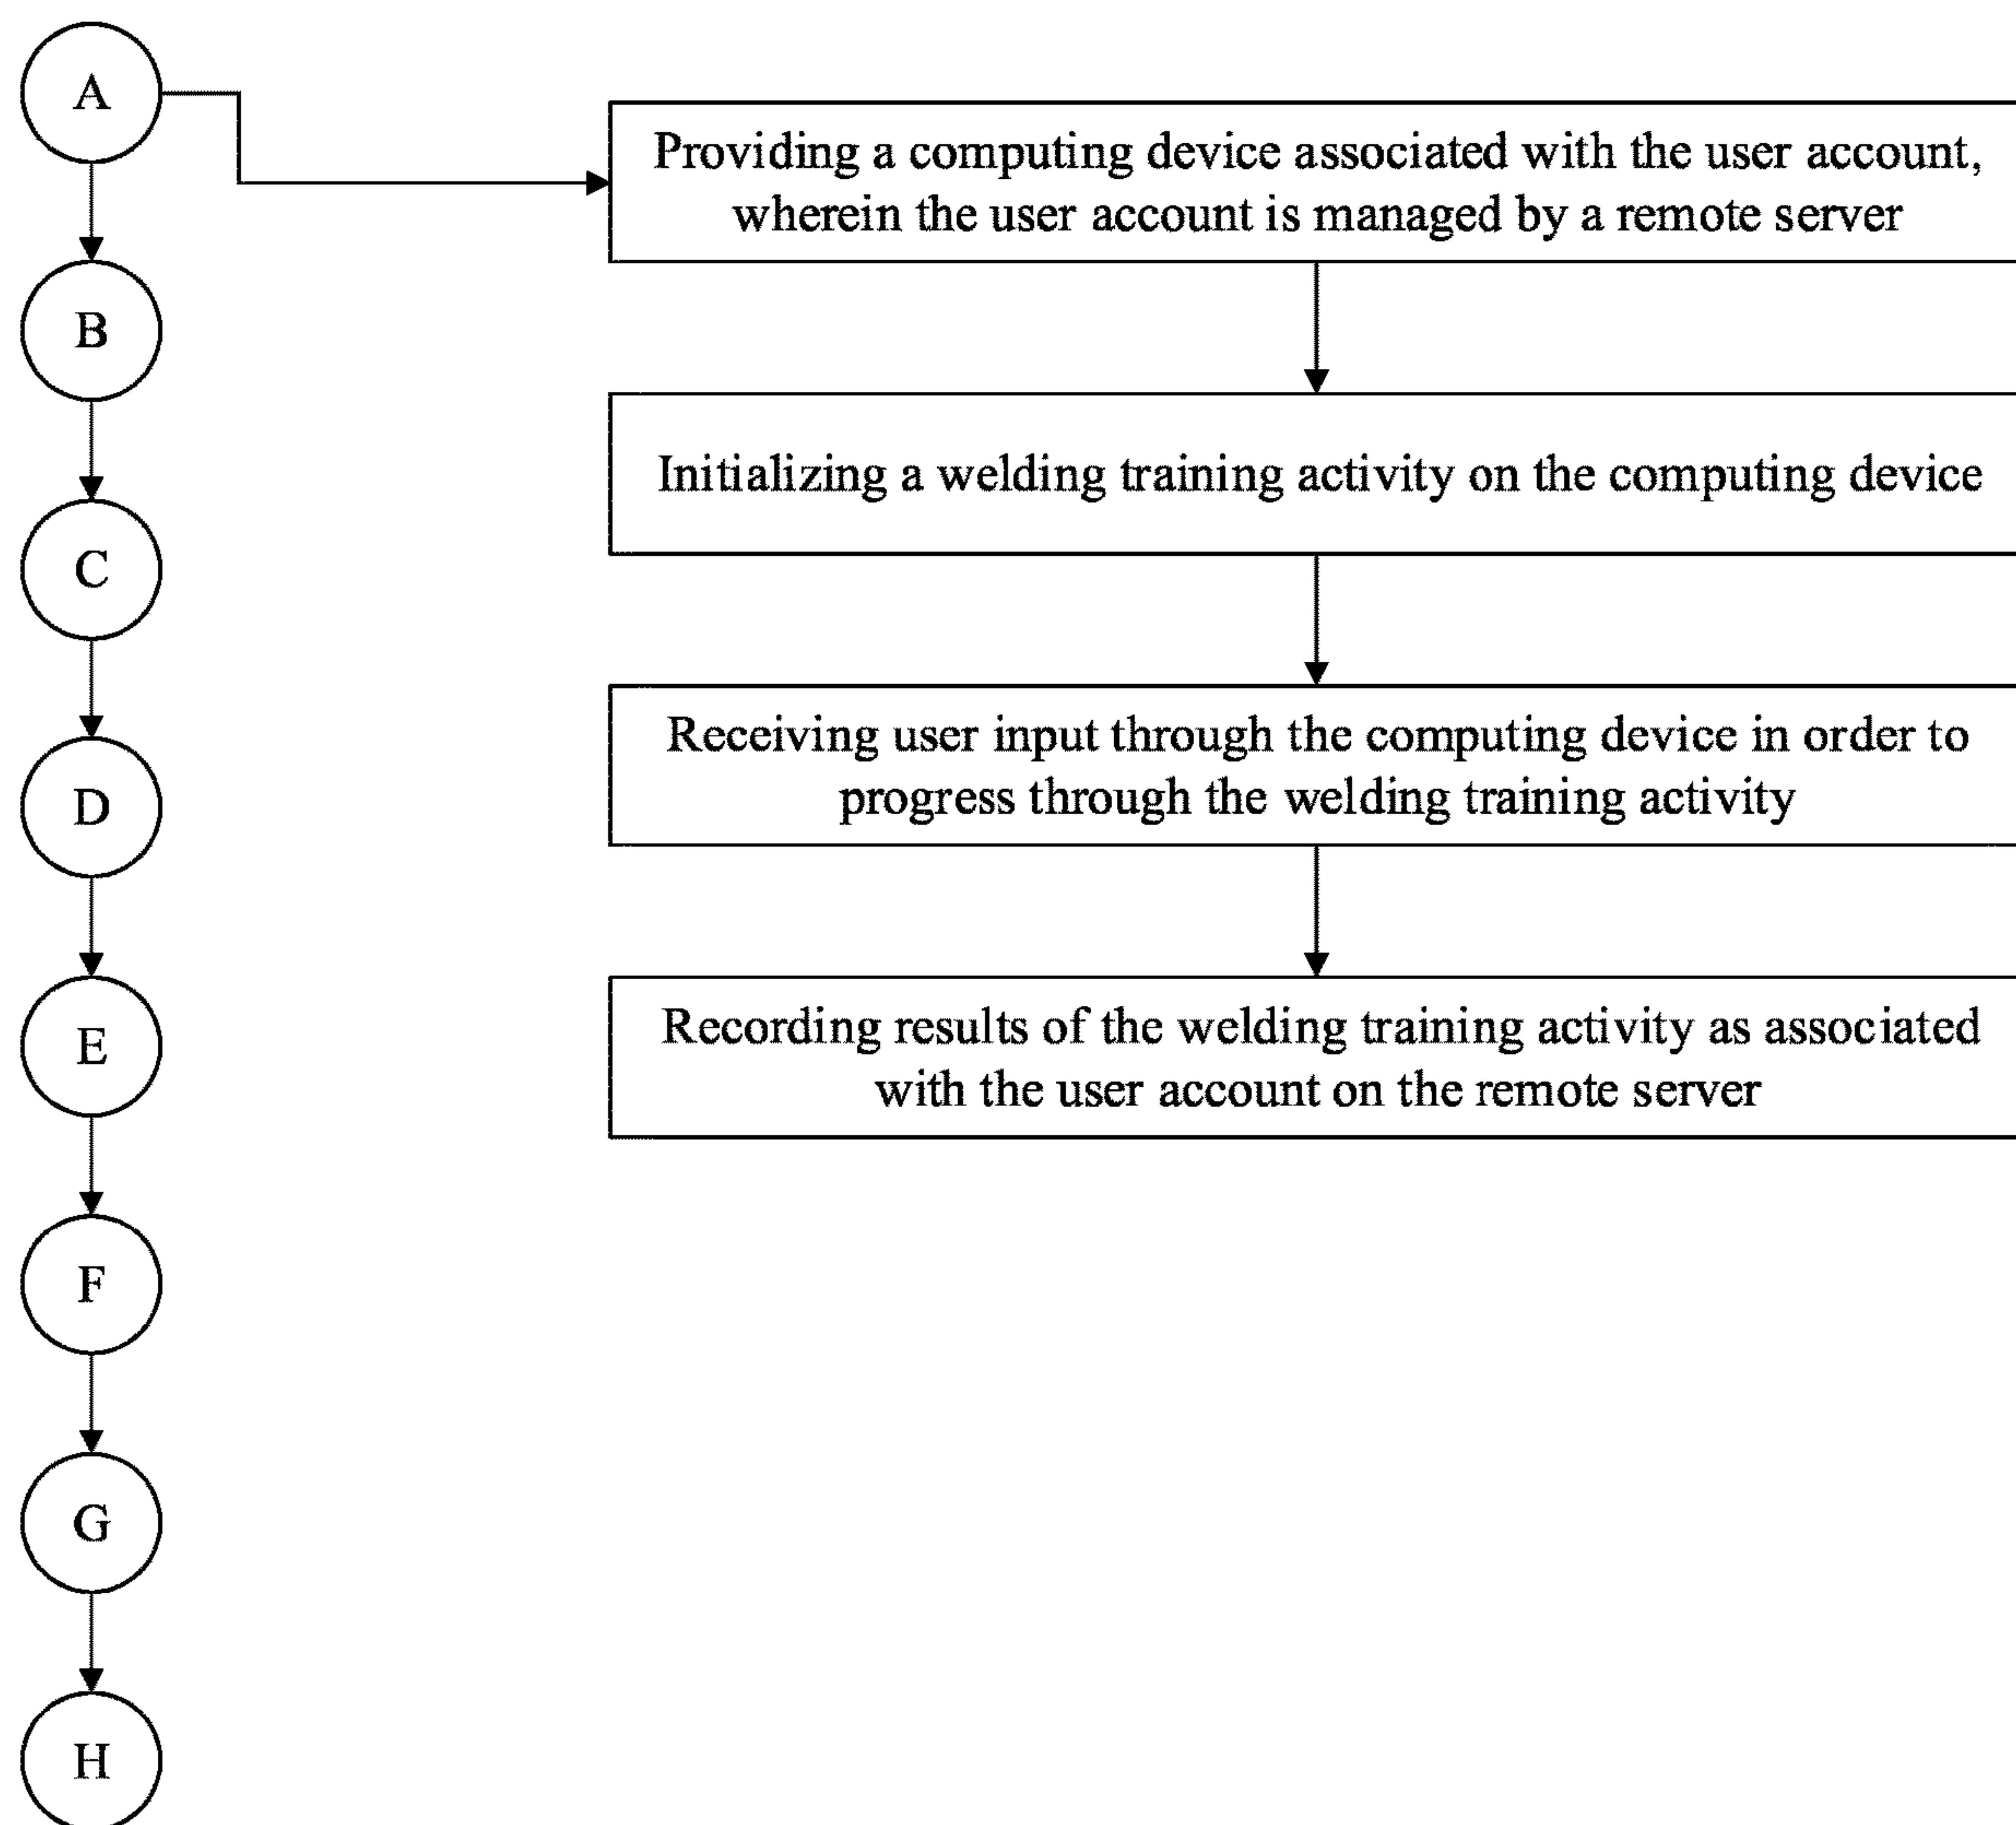 A
Providing a computing device associated with the user account,
wherein the user account is managed by a remote server
B
Initializing a welding training activity on the computing device
C
Receiving user input through the computing device in order to
progress through the welding training activity
D
Recording results of the welding training activity as associated
with the user account on the remote server
E
F
G
H